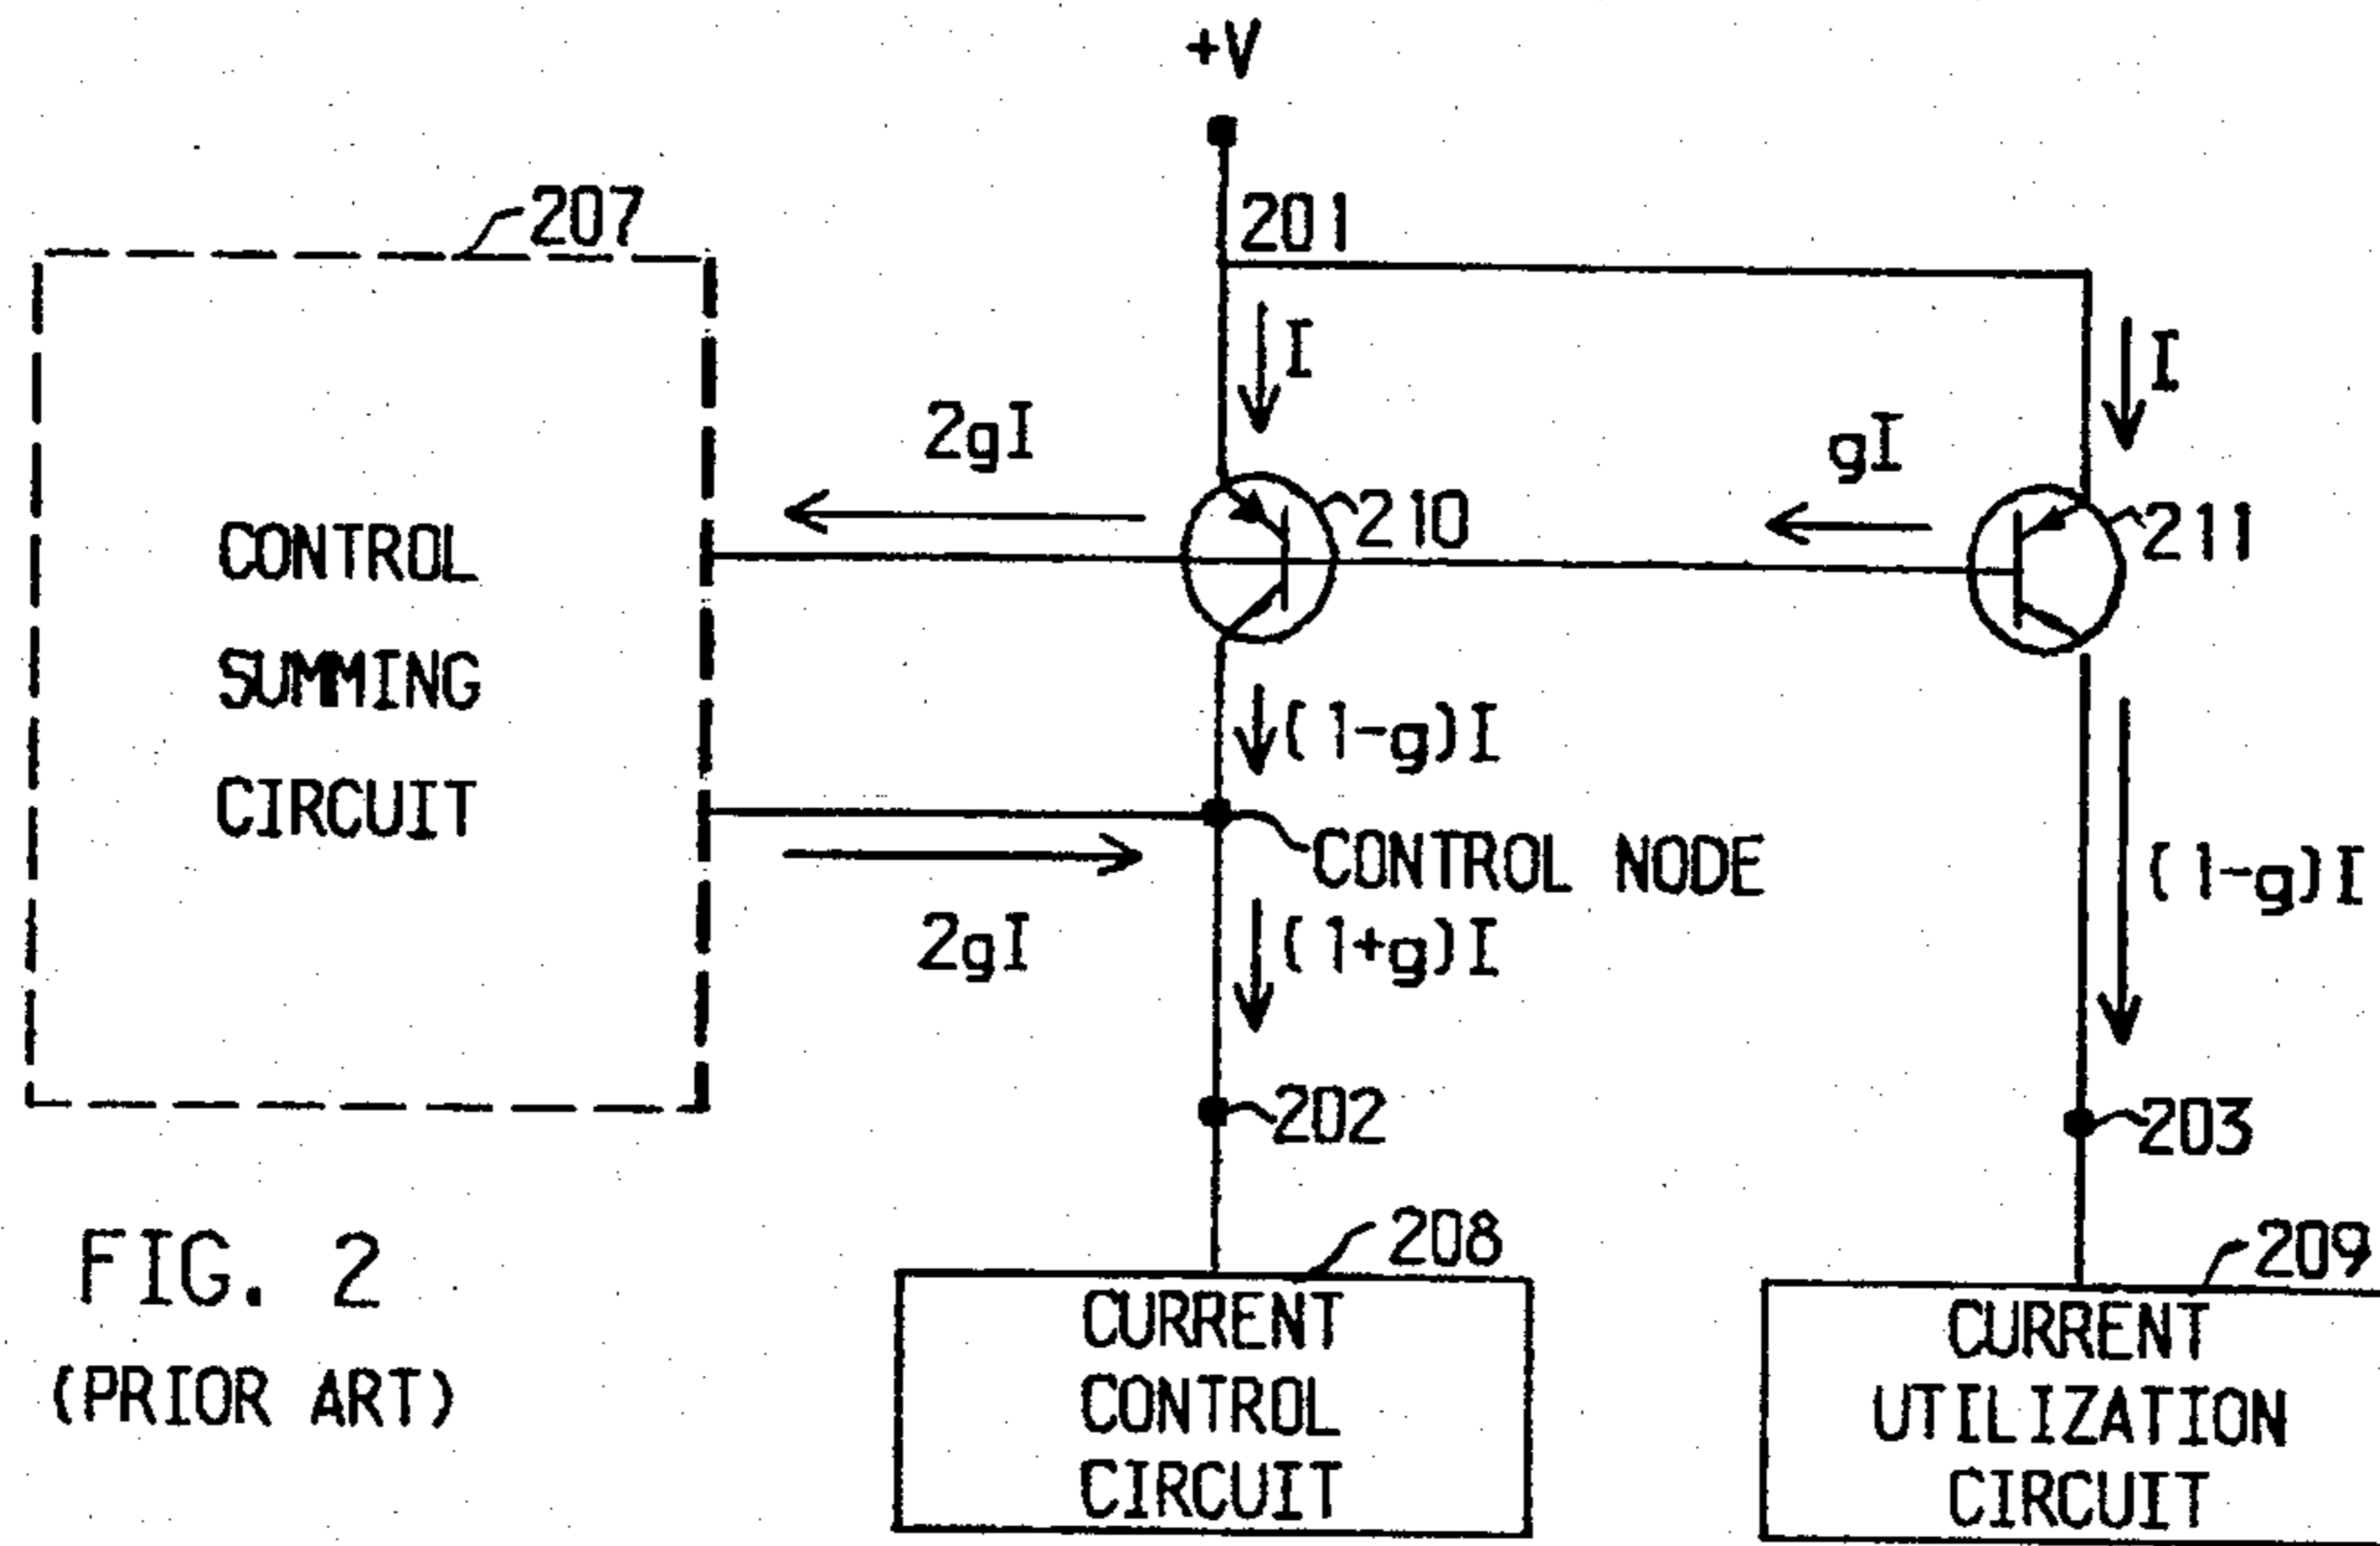 +V
207
201
I
I
2gI
gI
210
211
CONTROL
SUMMING
CIRCUIT
(1-g)I
CONTROL NODE
(1-g)I
2gI
(1+g)I
202
203
208
209
FIG. 2
(PRIOR ART)
CURRENT
CONTROL
CIRCUIT
CURRENT
UTILIZATION
CIRCUIT